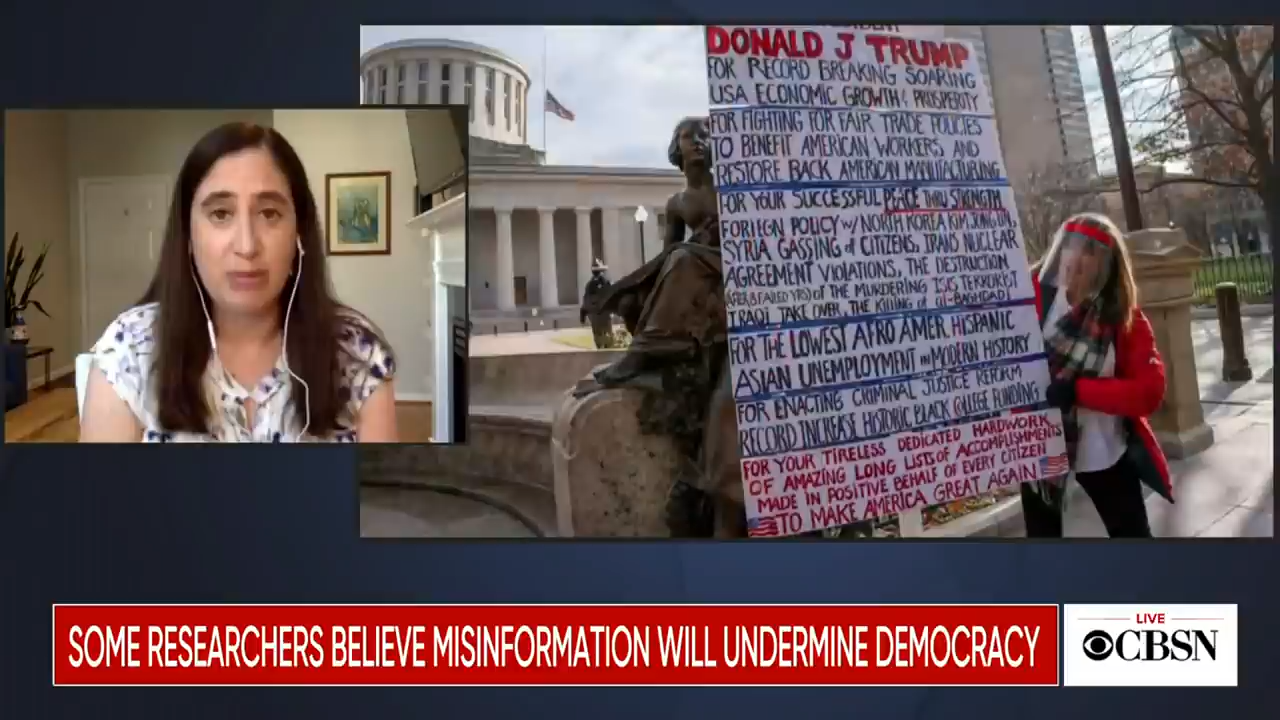 PRESIDENT
DONALD J TRUMP
FOR RECORD BREAKING SOARING
USA ECONOMIC GROWTH & PROSPERITY
FOR FIGHTING FOR FAIR TRADE POLICIES
TO BENEFIT AMERICAN WORKERS, AND
RESTORE BACK AMERICAN MANUFACTURING
FOR YOUR SUCCESSFUL PEACE THRU STRENGTH
FOREIGN POLICY W/ NORTH KOREA KIM JONG UN,
SYRIA GASSING of CITIZENS, IRANS NUCLEAR
AGREEMENT VIOLATIONS, THE DESTRUCTION
(AFTER 8 FAILED YRS) of THE MURDERING ISIS TERRORIST
IRAQI TAKE OVER, THE KILLING of al-BAGHDADI
FOR THE LOWEST AFRO AMER. HISPANIC
ASIAN UNEMPLOYMENT IN MODERN HISTORY
FOR ENACTING CRIMINAL JUSTICE REFORM
RECORD INCREASE HISTORIC BLACK COLLEGE FUNDING
FOR YOUR TIRELESS DEDICATED HARDWORK
OF AMAZING LONG LISTS OF ACCOMPLISHMENTS
MADE IN POSITIVE BEHALF OF EVERY CITIZEN
TO MAKE AMERICA GREAT AGAIN
SOME RESEARCHERS BELIEVE MISINFORMATION WILL UNDERMINE DEMOCRACY
LIVE
CBSN